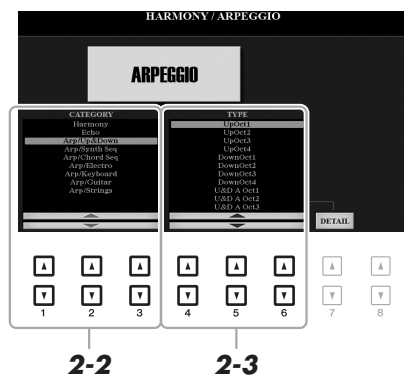 HARMONY / ARPEGGIO
ARPEGGIO
CATEGORY
Harmony
Echo
Arp/Up&Down
Arp/Synth Seq
Arp/Chord Seq
Arp/Electro
Arp/Keyboard
Arp/Guitar
Arp/Strings
TYPE
UpOct1
UpOct2
UpOct3
UpOct4
DownOct1
DownOct2
DownOct3
DownOct4
U&D A Oct1
U&D A Oct2
U&D A Oct3
DETAIL
1 2 3 4 5 6 7 8
2-2 2-3